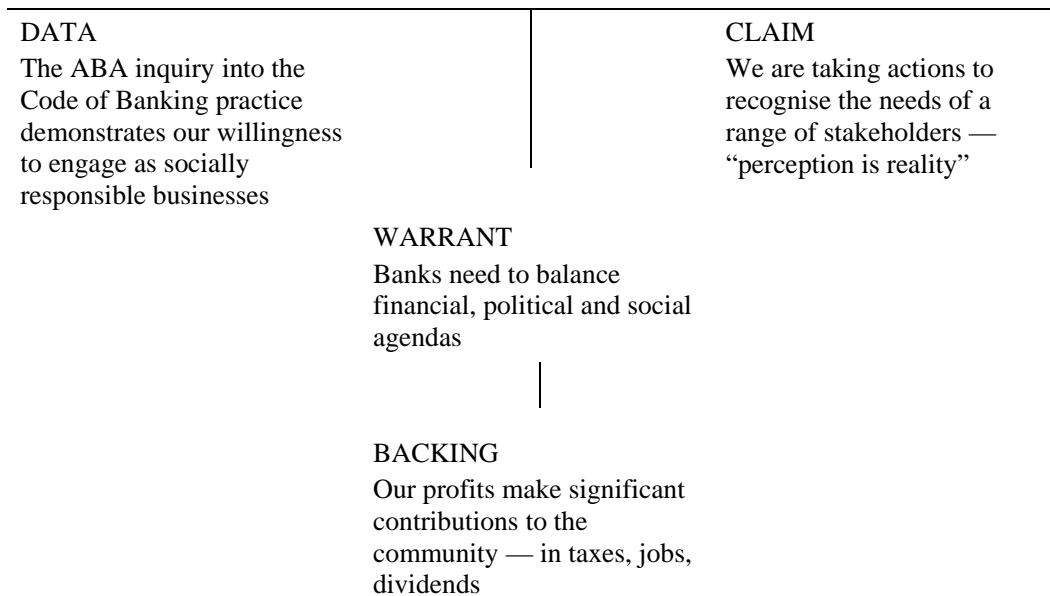 DATA
The ABA inquiry into the
Code of Banking practice
demonstrates our willingness
to engage as socially
responsible businesses
CLAIM
We are taking actions to
recognise the needs of a
range of stakeholders —
“perception is reality”
WARRANT
Banks need to balance
financial, political and social
agendas
BACKING
Our profits make significant
contributions to the
community — in taxes, jobs,
dividends